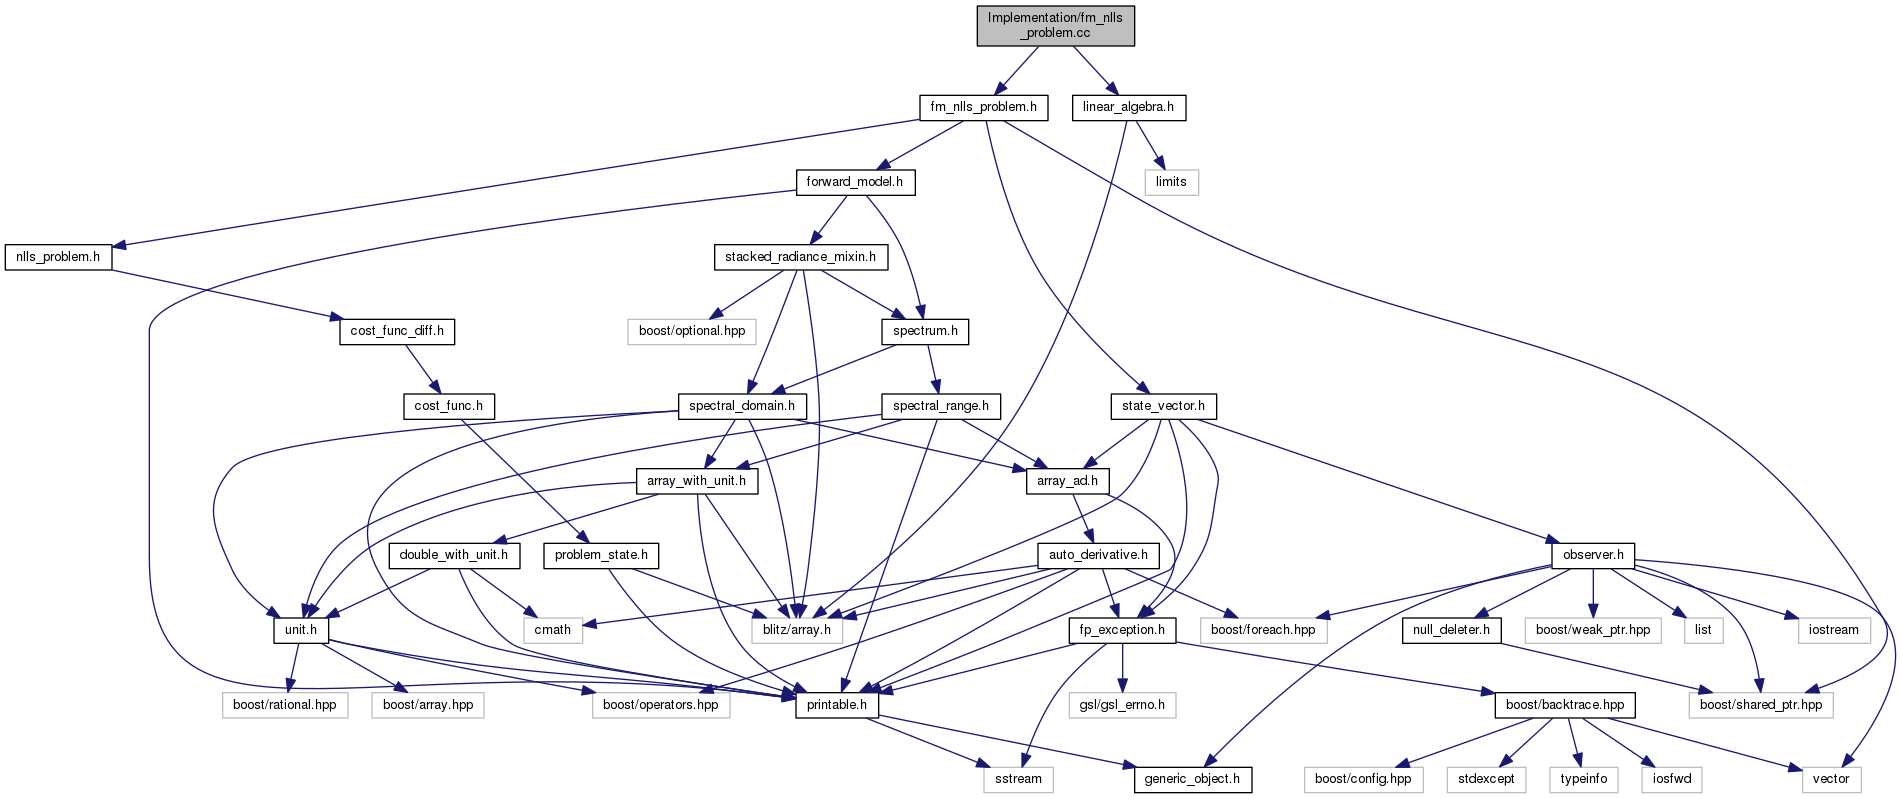 Implementation/fm_nlls
_problem.cc
fm_nlls_problem.h
linear_algebra.h
forward_model.h
limits
nlls_problem.h
stacked_radiance_mixin.h
cost_func_diff.h
boost/optional.hpp
spectrum.h
cost_func.h
spectral_domain.h
spectral_range.h
state_vector.h
array_with_unit.h
array_ad.h
double_with_unit.h
problem_state.h
auto_derivative.h
observer.h
unit.h
cmath
blitz/array.h
fp_exception.h
boost/foreach.hpp
null_deleter.h
boost/weak_ptr.hpp
list
iostream
boost/rational.hpp
boost/array.hpp
boost/operators.hpp
printable.h
gsl/gsl_errno.h
boost/backtrace.hpp
boost/shared_ptr.hpp
sstream
generic_object.h
boost/config.hpp
stdexcept
typeinfo
iosfwd
vector